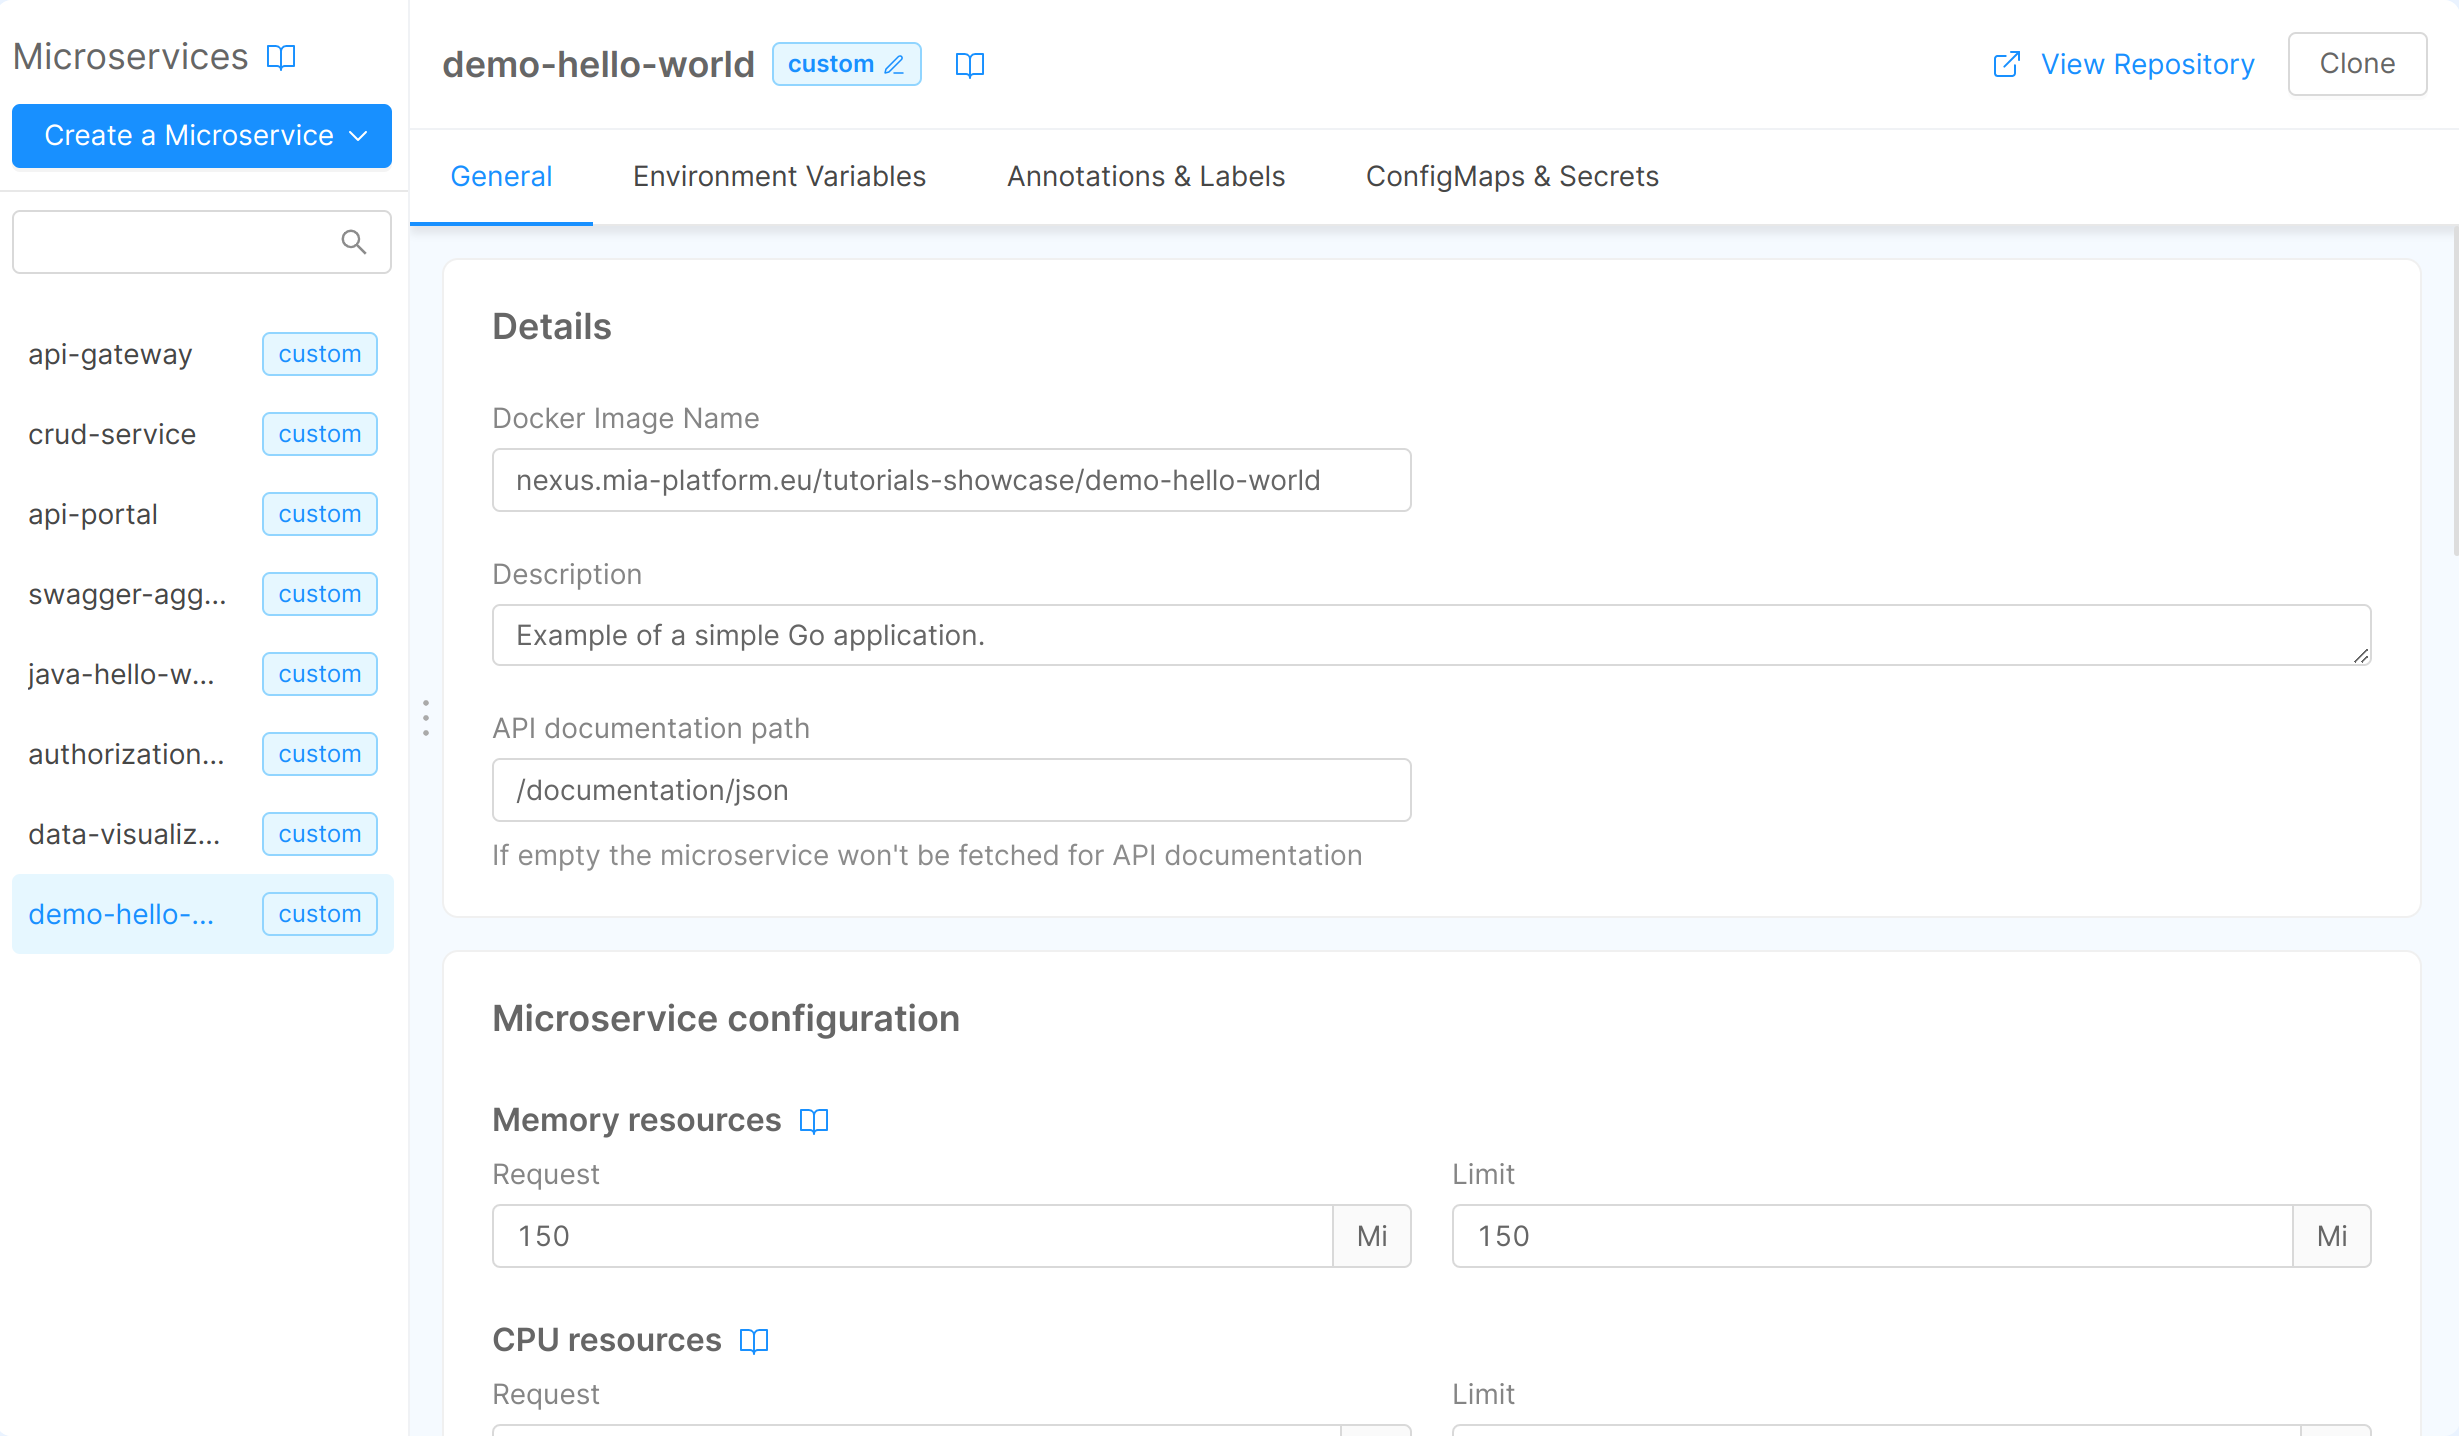 Microservices
Create a Microservice
api-gateway custom
crud-service custom
api-portal custom
swagger-agg... custom
java-hello-w... custom
authorization... custom
data-visualiz... custom
demo-hello-... custom
demo-hello-world custom
View Repository
Clone
General Environment Variables Annotations & Labels ConfigMaps & Secrets
Details
Docker Image Name
nexus.mia-platform.eu/tutorials-showcase/demo-hello-world
Description
Example of a simple Go application.
API documentation path
/documentation/json
If empty the microservice won't be fetched for API documentation
Microservice configuration
Memory resources
Request Limit
150 Mi 150 Mi
CPU resources
Request Limit